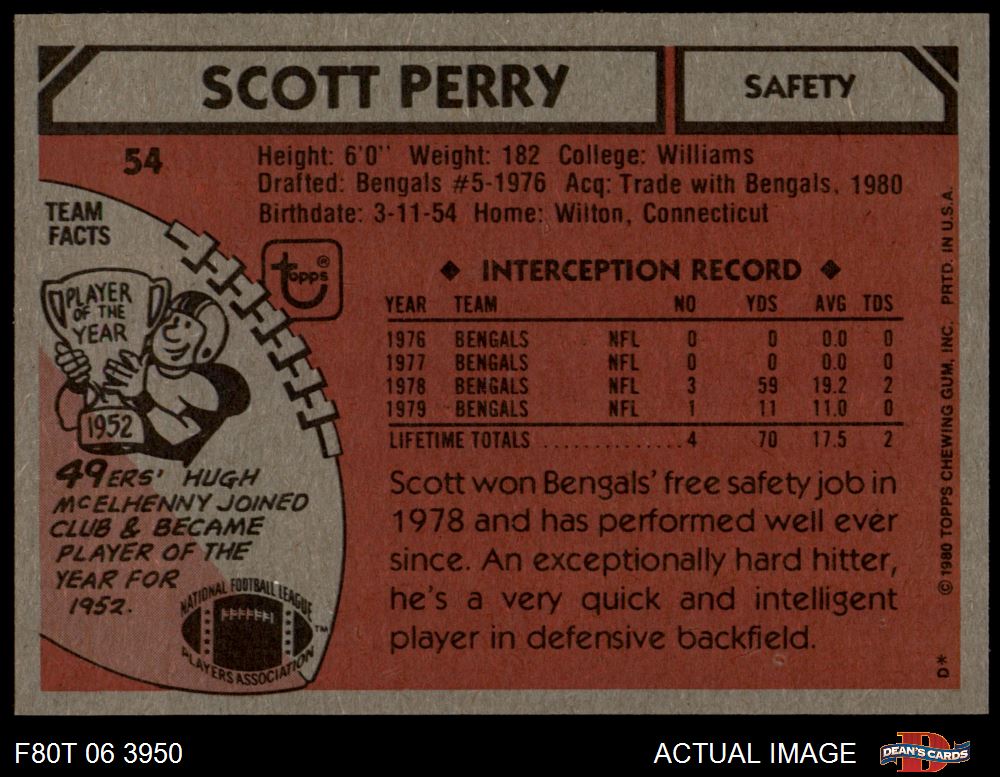 SCOTT PERRY
SAFETY
54
Height: 6'0" Weight: 182 College: Williams
Drafted: Bengals #5-1976 Acq: Trade with Bengals, 1980
Birthdate: 3-11-54 Home: Wilton, Connecticut
TEAM
FACTS
PLAYER
OF THE
YEAR
1952
49ERS' HUGH
McELHENNY JOINED
CLUB & BECAME
PLAYER OF THE
YEAR FOR
1952.
NATIONAL FOOTBALL LEAGUE
PLAYERS ASSOCIATION
TM
topps®
◆ INTERCEPTION RECORD ◆
YEAR TEAM NO YDS AVG TDS
1976 BENGALS NFL 0 0 0.0 0
1977 BENGALS NFL 0 0 0.0 0
1978 BENGALS NFL 3 59 19.2 2
1979 BENGALS NFL 1 11 11.0 0
LIFETIME TOTALS .............. 4 70 17.5 2
Scott won Bengals' free safety job in
1978 and has performed well ever
since. An exceptionally hard hitter,
he's a very quick and intelligent
player in defensive backfield.
©1980 TOPPS CHEWING GUM, INC. PRTD. IN U.S.A.
D*
F80T 06 3950
ACTUAL IMAGE
D
DEAN'S CARDS